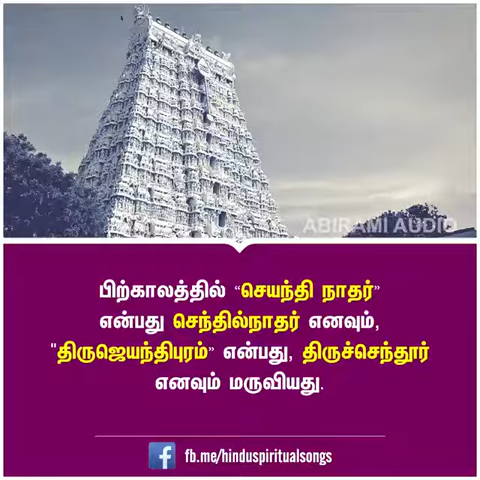 ABIRAMI AUDIO
பிற்காலத்தில் “செயந்தி நாதர்”
என்பது செந்தில்நாதர் எனவும்,
"திருஜெயந்திபுரம்” என்பது, திருச்செந்தூர்
எனவும் மருவியது.
fb.me/hinduspiritualsongs